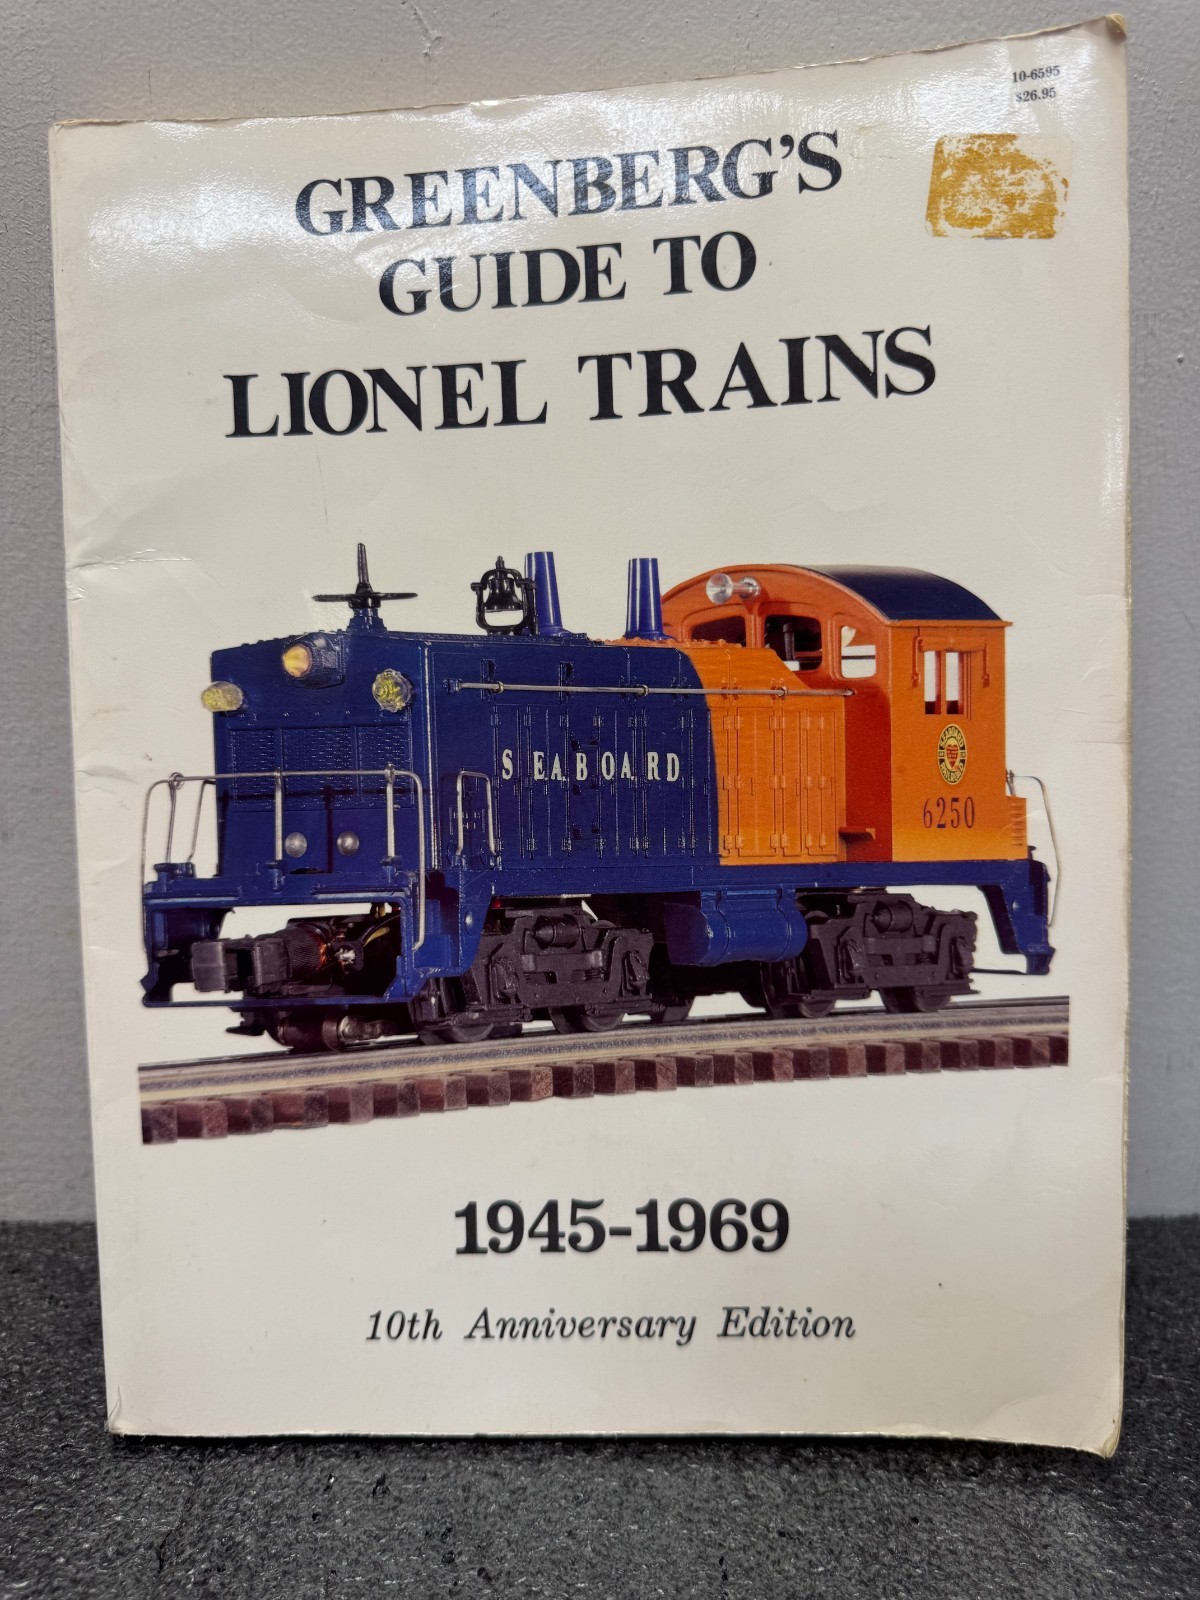 10-6595
$26.95
GREENBERG'S
GUIDE TO
LIONEL TRAINS
SEABOARD
6250
1945-1969
10th Anniversary Edition